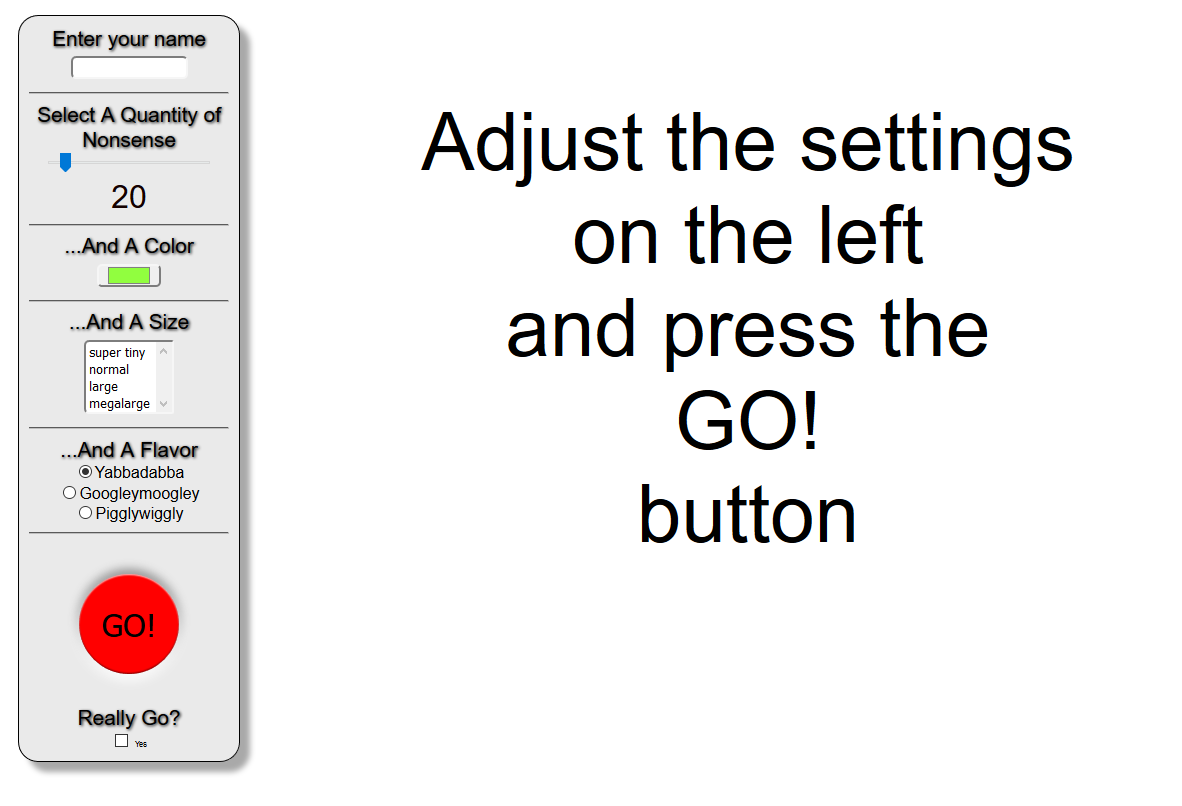 Enter your name
Select A Quantity of
Nonsense
20
...And A Color
...And A Size
super tiny
normal
large
megalarge
...And A Flavor
Yabbadabba
Googleymoogley
Pigglywiggly
GO!
Really Go?
Yes
Adjust the settings
on the left
and press the
GO!
button